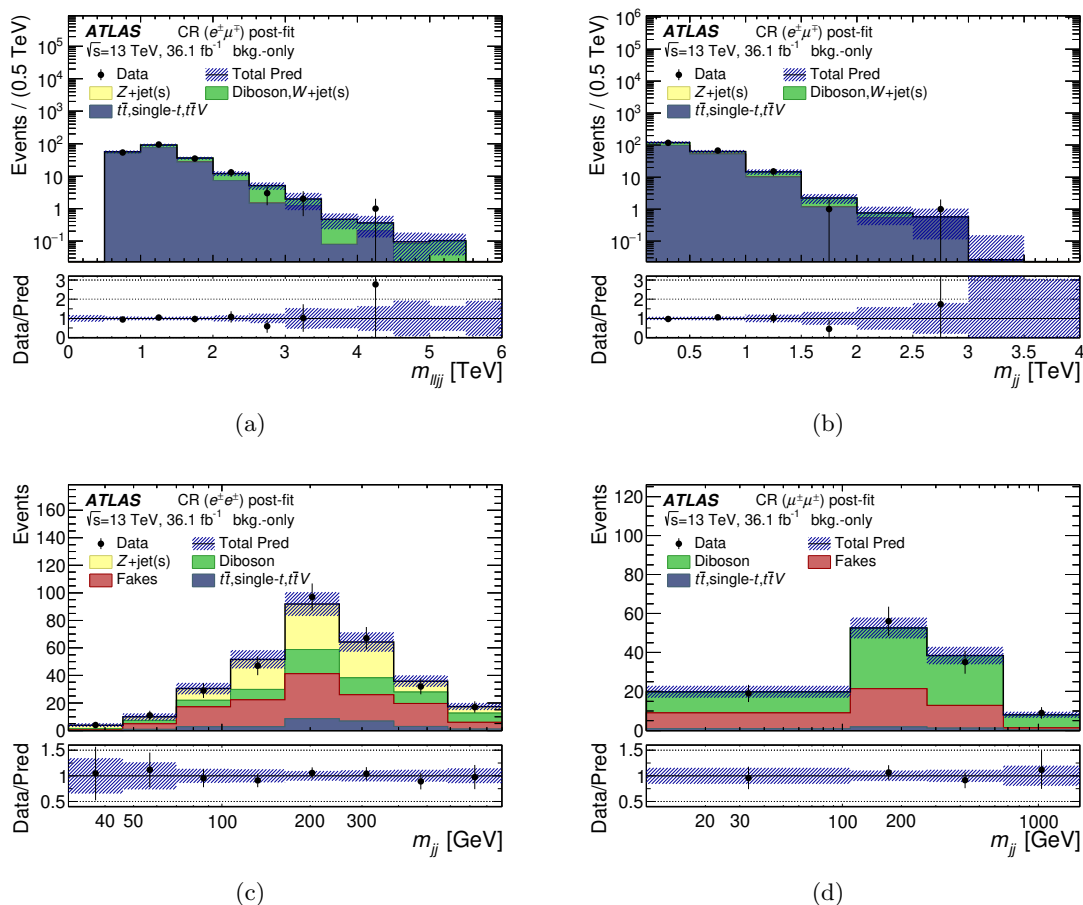 ATLAS CR (e±μ∓) post-fit
√s=13 TeV, 36.1 fb⁻¹ bkg.-only
Data Total Pred
Z+jet(s) Diboson,W+jet(s)
tt̄,single-t,tt̄V
Events / (0.5 TeV)
10⁵
10⁴
10³
10²
10
1
10⁻¹
Data/Pred
3
2
1
0
0 1 2 3 4 5 6
m_lljj [TeV]
(a)
ATLAS CR (e±μ∓) post-fit
√s=13 TeV, 36.1 fb⁻¹ bkg.-only
Data Total Pred
Z+jet(s) Diboson,W+jet(s)
tt̄,single-t,tt̄V
Events / (0.5 TeV)
10⁶
10⁵
10⁴
10³
10²
10
1
10⁻¹
Data/Pred
3
2
1
0
0.5 1 1.5 2 2.5 3 3.5 4
m_jj [TeV]
(b)
ATLAS CR (e±e±) post-fit
√s=13 TeV, 36.1 fb⁻¹ bkg.-only
Data Total Pred
Z+jet(s) Diboson
Fakes tt̄,single-t,tt̄V
Events
160
140
120
100
80
60
40
20
0
Data/Pred
1.5
1
0.5
40 50 100 200 300
m_jj [GeV]
(c)
ATLAS CR (μ±μ±) post-fit
√s=13 TeV, 36.1 fb⁻¹ bkg.-only
Data Total Pred
Diboson Fakes
tt̄,single-t,tt̄V
Events
120
100
80
60
40
20
0
Data/Pred
1.5
1
0.5
20 30 100 200 1000
m_jj [GeV]
(d)